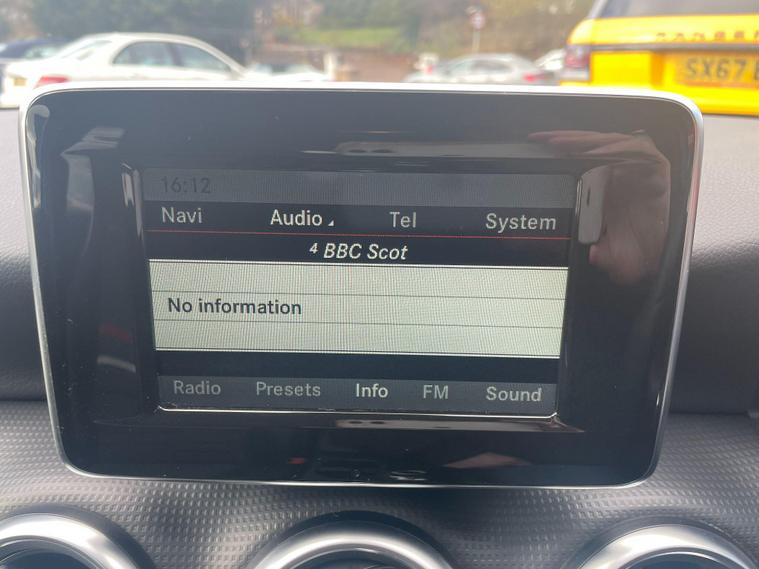 SX67
16:12
Navi Audio Tel System
4 BBC Scot
No information
Radio Presets Info FM Sound